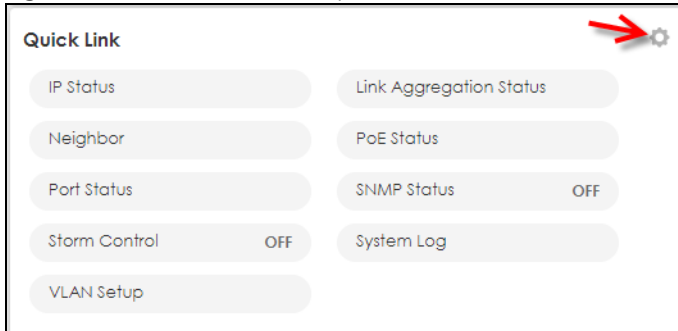 Quick Link
IP Status
Link Aggregation Status
Neighbor
PoE Status
Port Status
SNMP Status OFF
Storm Control OFF
System Log
VLAN Setup